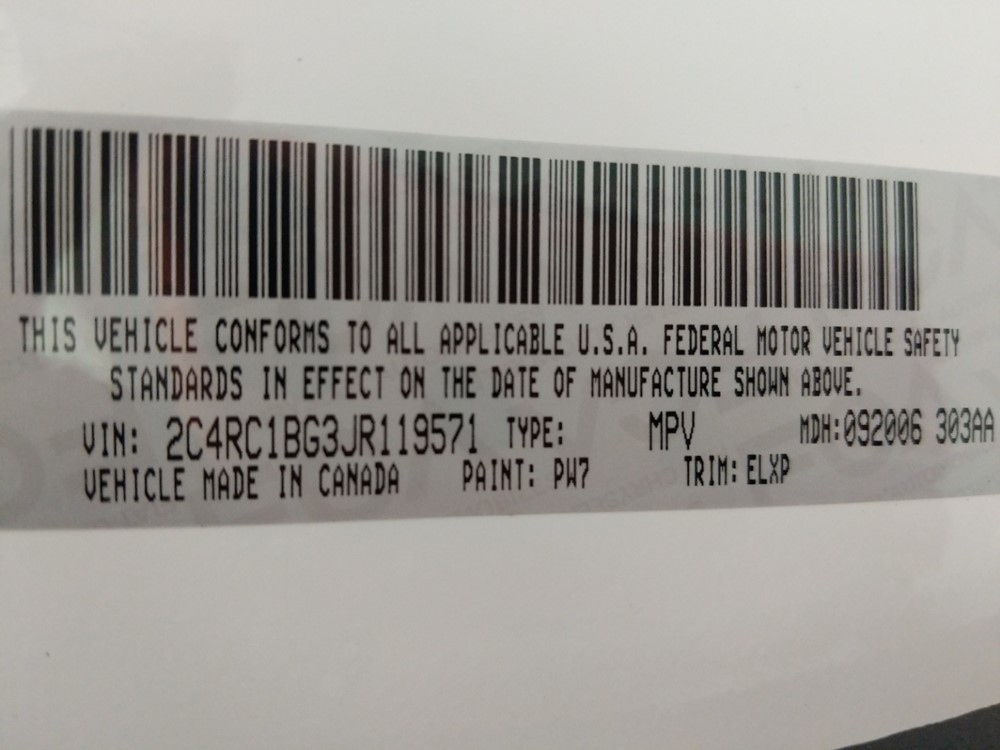 THIS VEHICLE CONFORMS TO ALL APPLICABLE U.S.A. FEDERAL MOTOR VEHICLE SAFETY
STANDARDS IN EFFECT ON THE DATE OF MANUFACTURE SHOWN ABOVE.
VIN: 2C4RC1BG3JR119571 TYPE: MPV MDH:092006 303AA
VEHICLE MADE IN CANADA PAINT: PW7 TRIM: ELXP